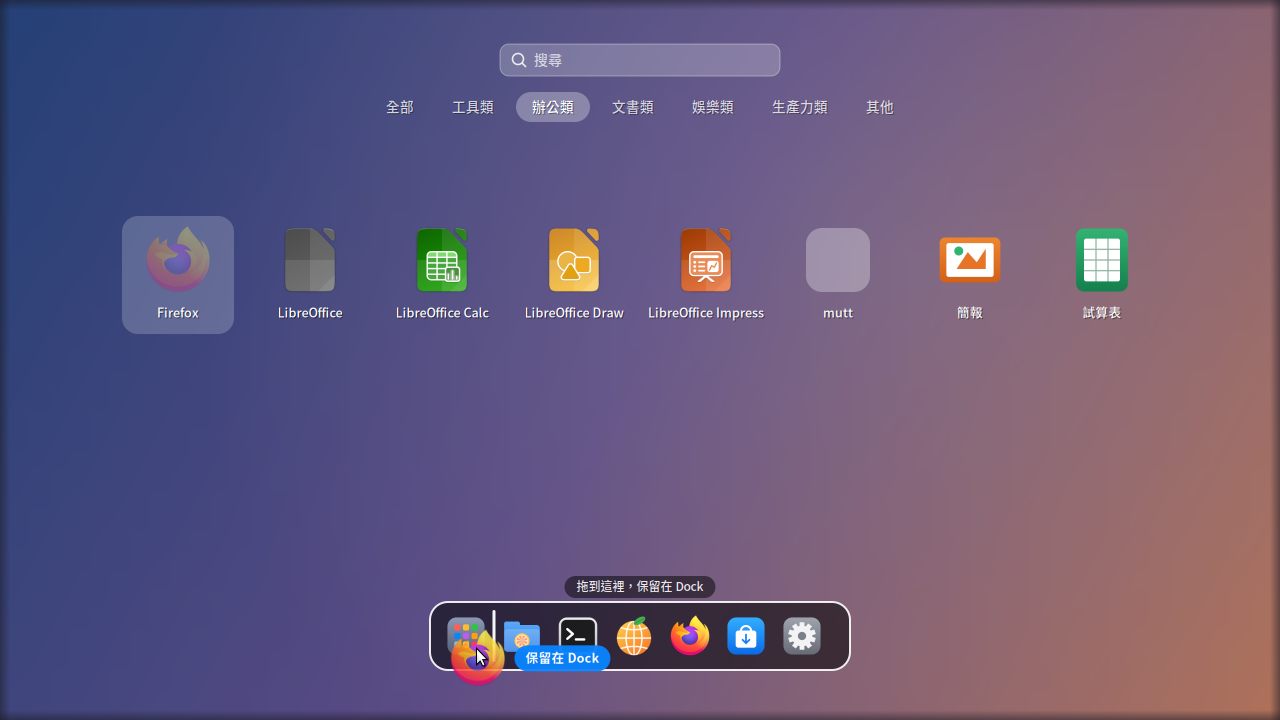 搜尋
全部 工具類 辦公類 文書類 娛樂類 生產力類 其他
Firefox LibreOffice LibreOffice Calc LibreOffice Draw LibreOffice Impress mutt 簡報 試算表
拖到這裡，保留在 Dock
保留在 Dock